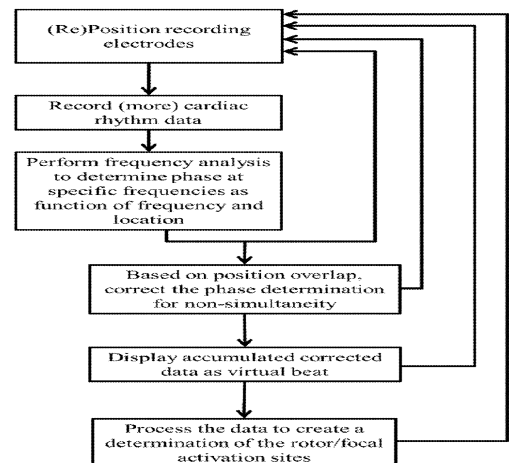 (Re)Position recording
electrodes
Record (more) cardiac
rhythm data
Perform frequency analysis
to determine phase at
specific frequencies as
function of frequency and
location
Based on position overlap,
correct the phase determination
for non-simultaneity
Display accumulated corrected
data as virtual beat
Process the data to create a
determination of the rotor/focal
activation sites